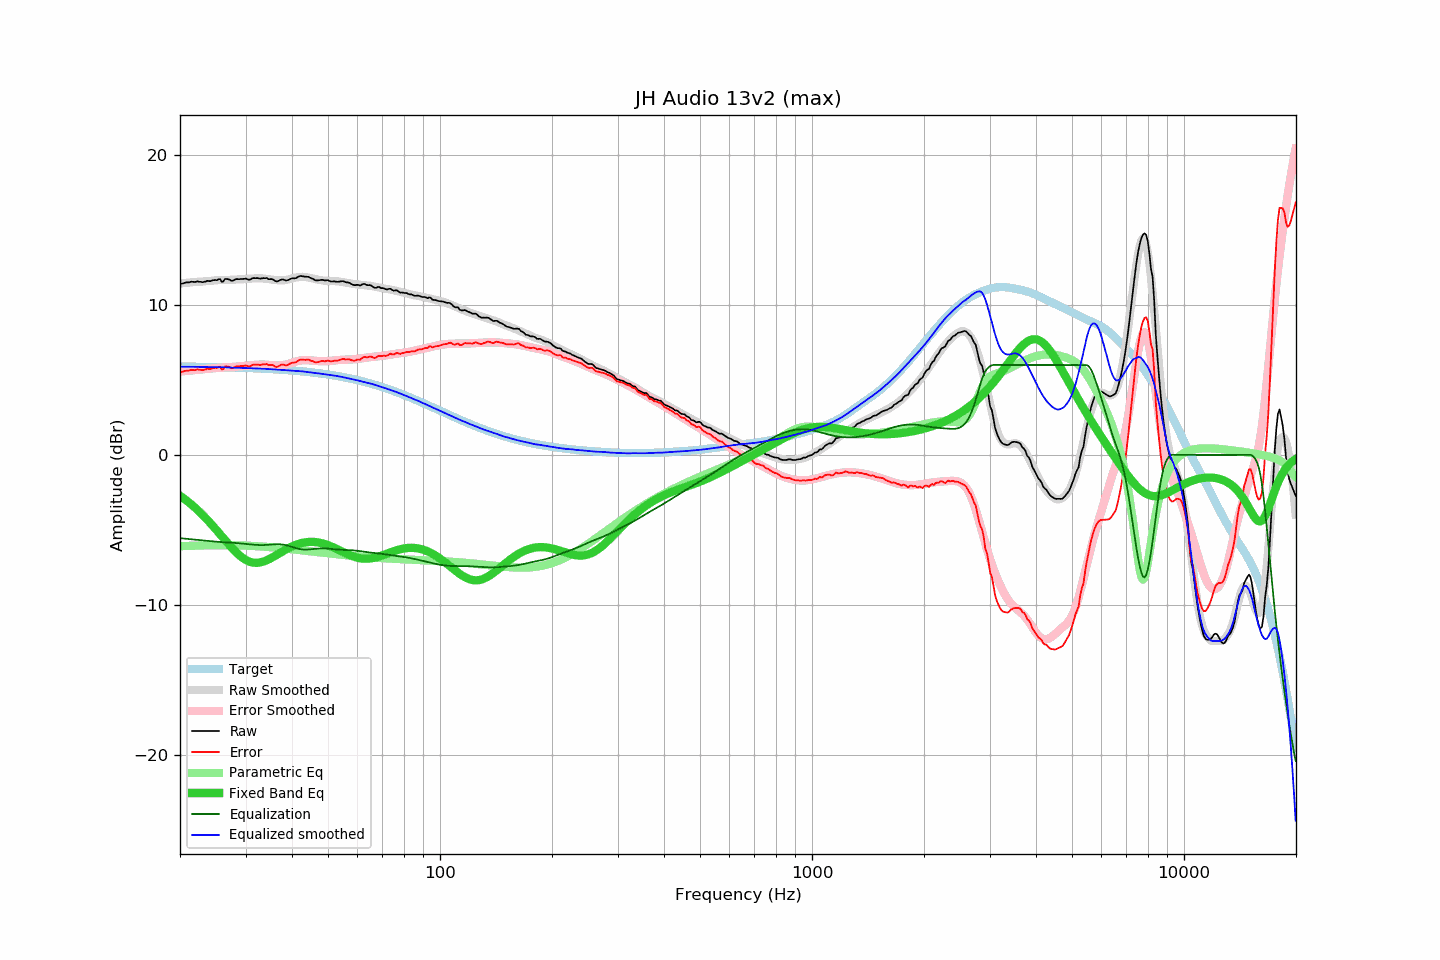 JH Audio 13v2 (max)
20
10
0
−10
−20
Amplitude (dBr)
Target
Raw Smoothed
Error Smoothed
Raw
Error
Parametric Eq
Fixed Band Eq
Equalization
Equalized smoothed
100
1000
10000
Frequency (Hz)